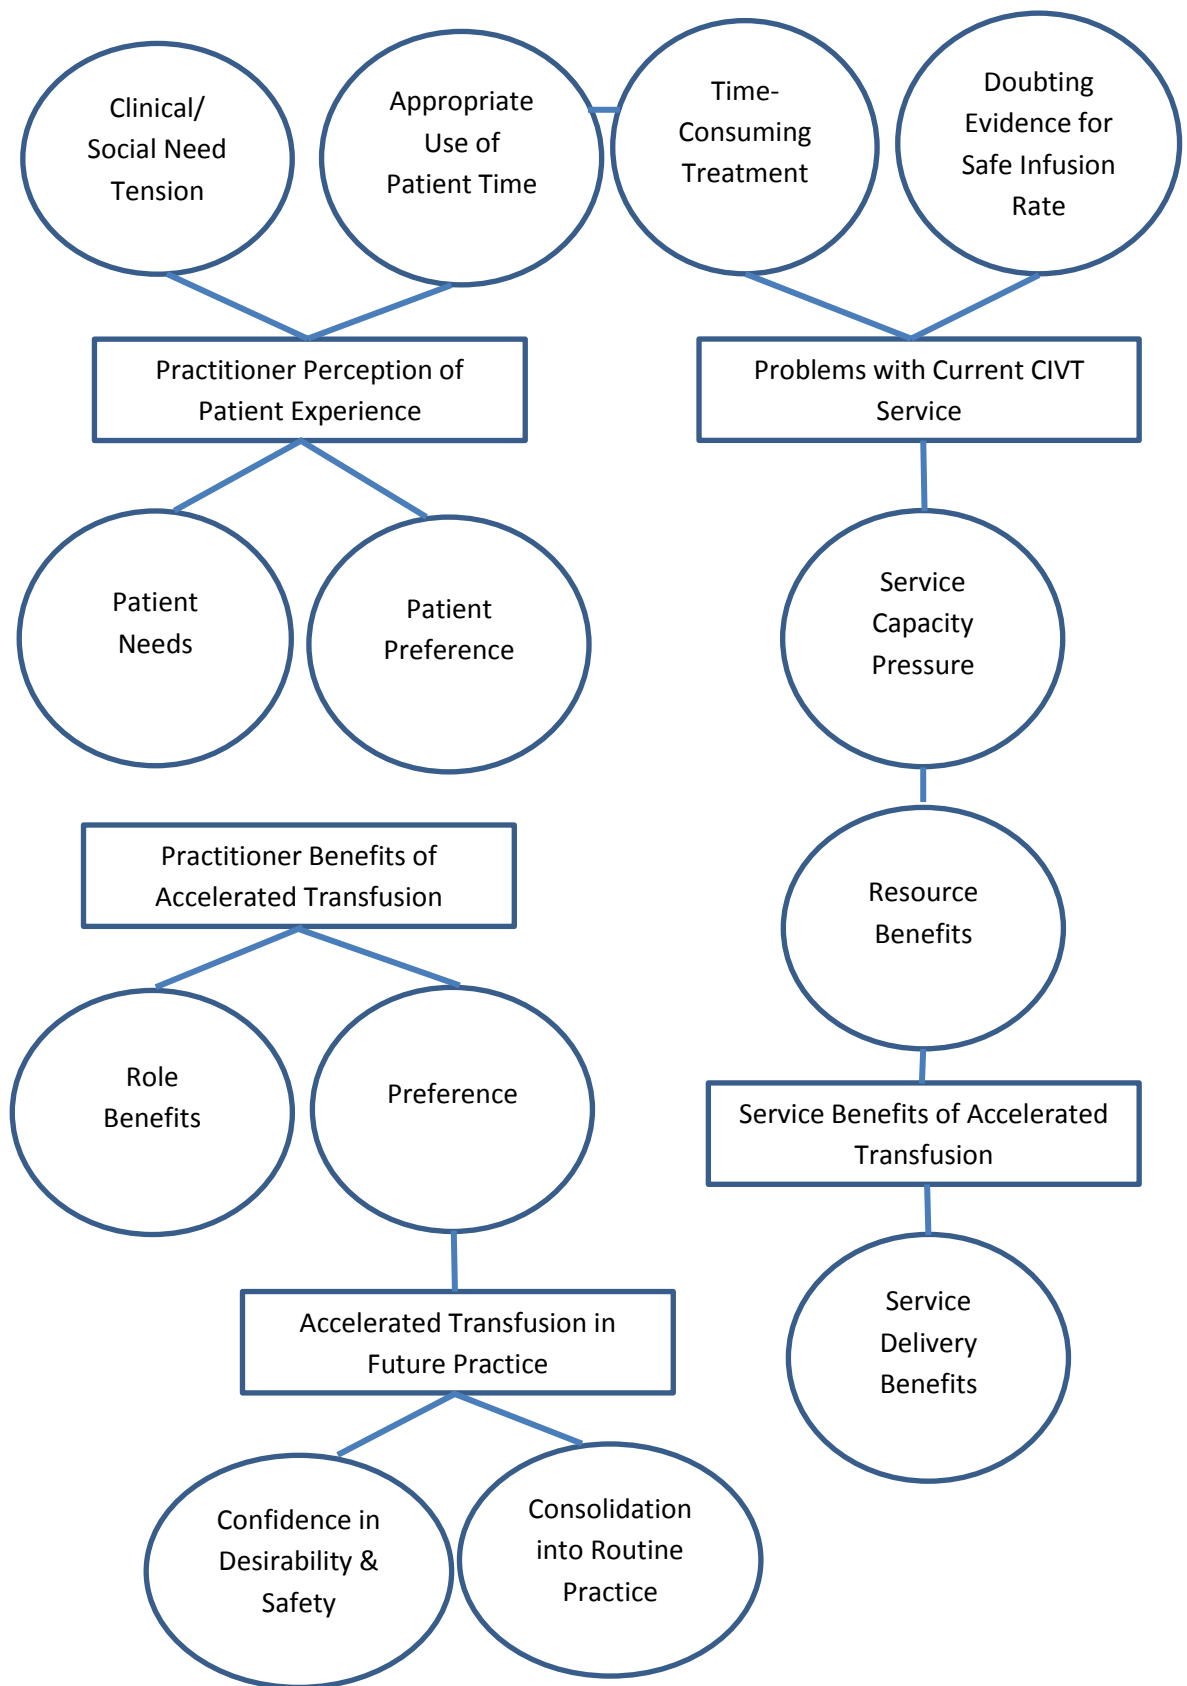 Clinical/
Social Need
Tension
Appropriate
Use of
Patient Time
Time-
Consuming
Treatment
Doubting
Evidence for
Safe Infusion
Rate
Practitioner Perception of
Patient Experience
Problems with Current CIVT
Service
Patient
Needs
Patient
Preference
Service
Capacity
Pressure
Practitioner Benefits of
Accelerated Transfusion
Resource
Benefits
Role
Benefits
Preference
Service Benefits of Accelerated
Transfusion
Accelerated Transfusion in
Future Practice
Service
Delivery
Benefits
Confidence in
Desirability &
Safety
Consolidation
into Routine
Practice